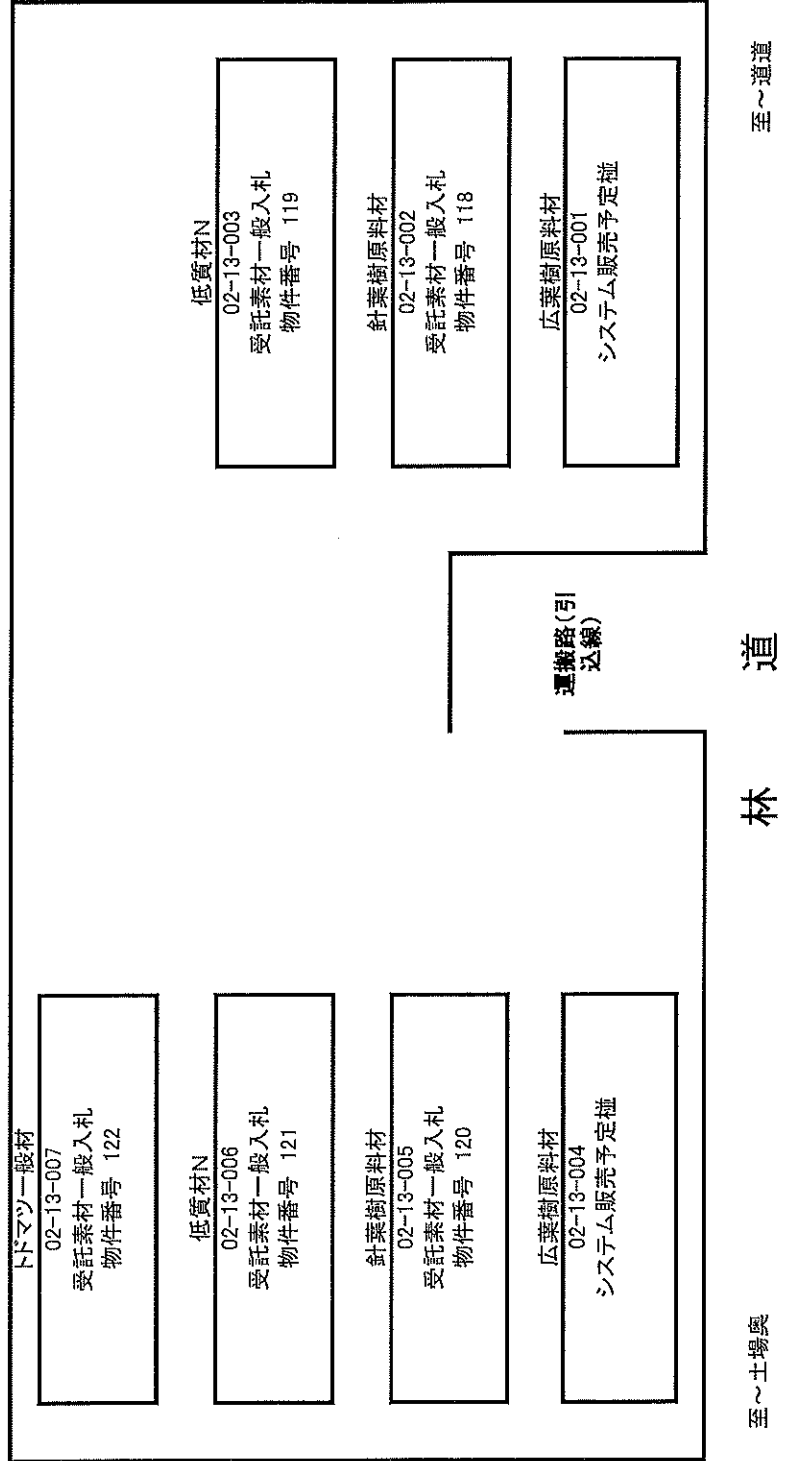 トドマツ一般材
02-13-007
受託素材一般入札
物件番号 122
低質材N
02-13-006
受託素材一般入札
物件番号 121
低質材N
02-13-003
受託素材一般入札
物件番号 119
針葉樹原料材
02-13-005
受託素材一般入札
物件番号 120
針葉樹原料材
02-13-002
受託素材一般入札
物件番号 118
広葉樹原料材
02-13-004
システム販売予定椪
運搬路(引
込線)
広葉樹原料材
02-13-001
システム販売予定椪
林 道
至～土場奥
至～道道